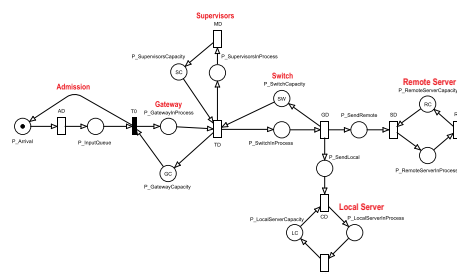 Supervisors
MD
P_SupervisorsCapacity
P_SupervisorsInProcess
SC
Switch
P_SwitchCapacity
SW
Remote Server
P_RemoteServerCapacity
RC
Admission
AD
T0
Gateway
P_GatewayInProcess
GD
P_SendRemote
SD
R
P_Arrival
P_InputQueue
TD
P_SwitchInProcess
P_RemoteServerInProcess
GC
P_GatewayCapacity
P_SendLocal
Local Server
CD
P_LocalServerCapacity
P_LocalServerInProcess
LC